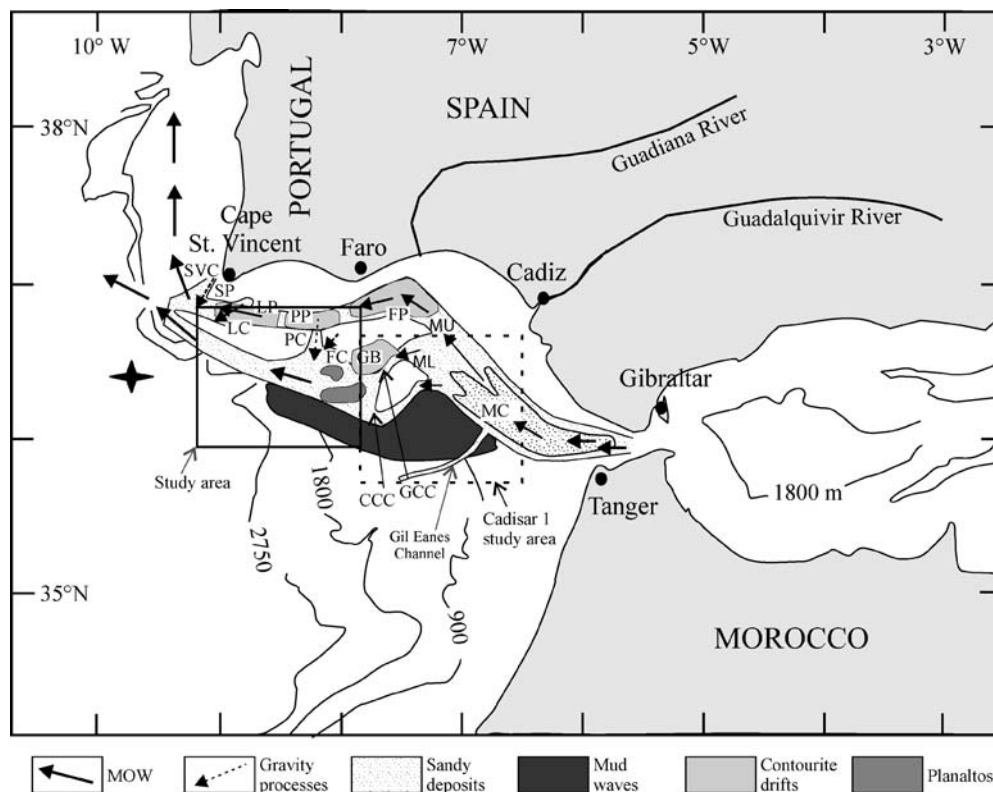 10° W
7°W
5°W
3°W
38°N
35°N
SPAIN
PORTUGAL
Guadiana River
Guadalquivir River
Cape
St. Vincent
Faro
Cadiz
Gibraltar
Tanger
MOROCCO
SVC
SP
LP
LC
PP
PC
FP
FC
GB
MU
ML
MC
CCC
GCC
Study area
Gil Eanes
Channel
Cadisar 1
study area
1800
2750
900
1800 m
MOW
Gravity
processes
Sandy
deposits
Mud
waves
Contourite
drifts
Planaltos